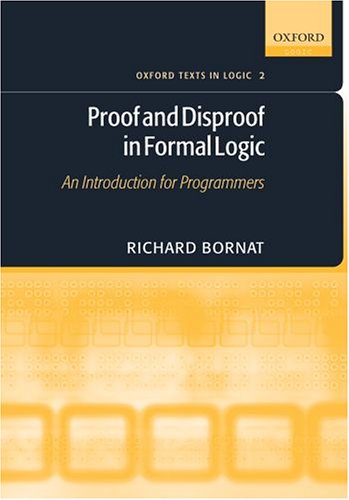 OXFORD
LOGIC
OXFORD TEXTS IN LOGIC 2
Proof and Disproof
in Formal Logic
An Introduction for Programmers
RICHARD BORNAT